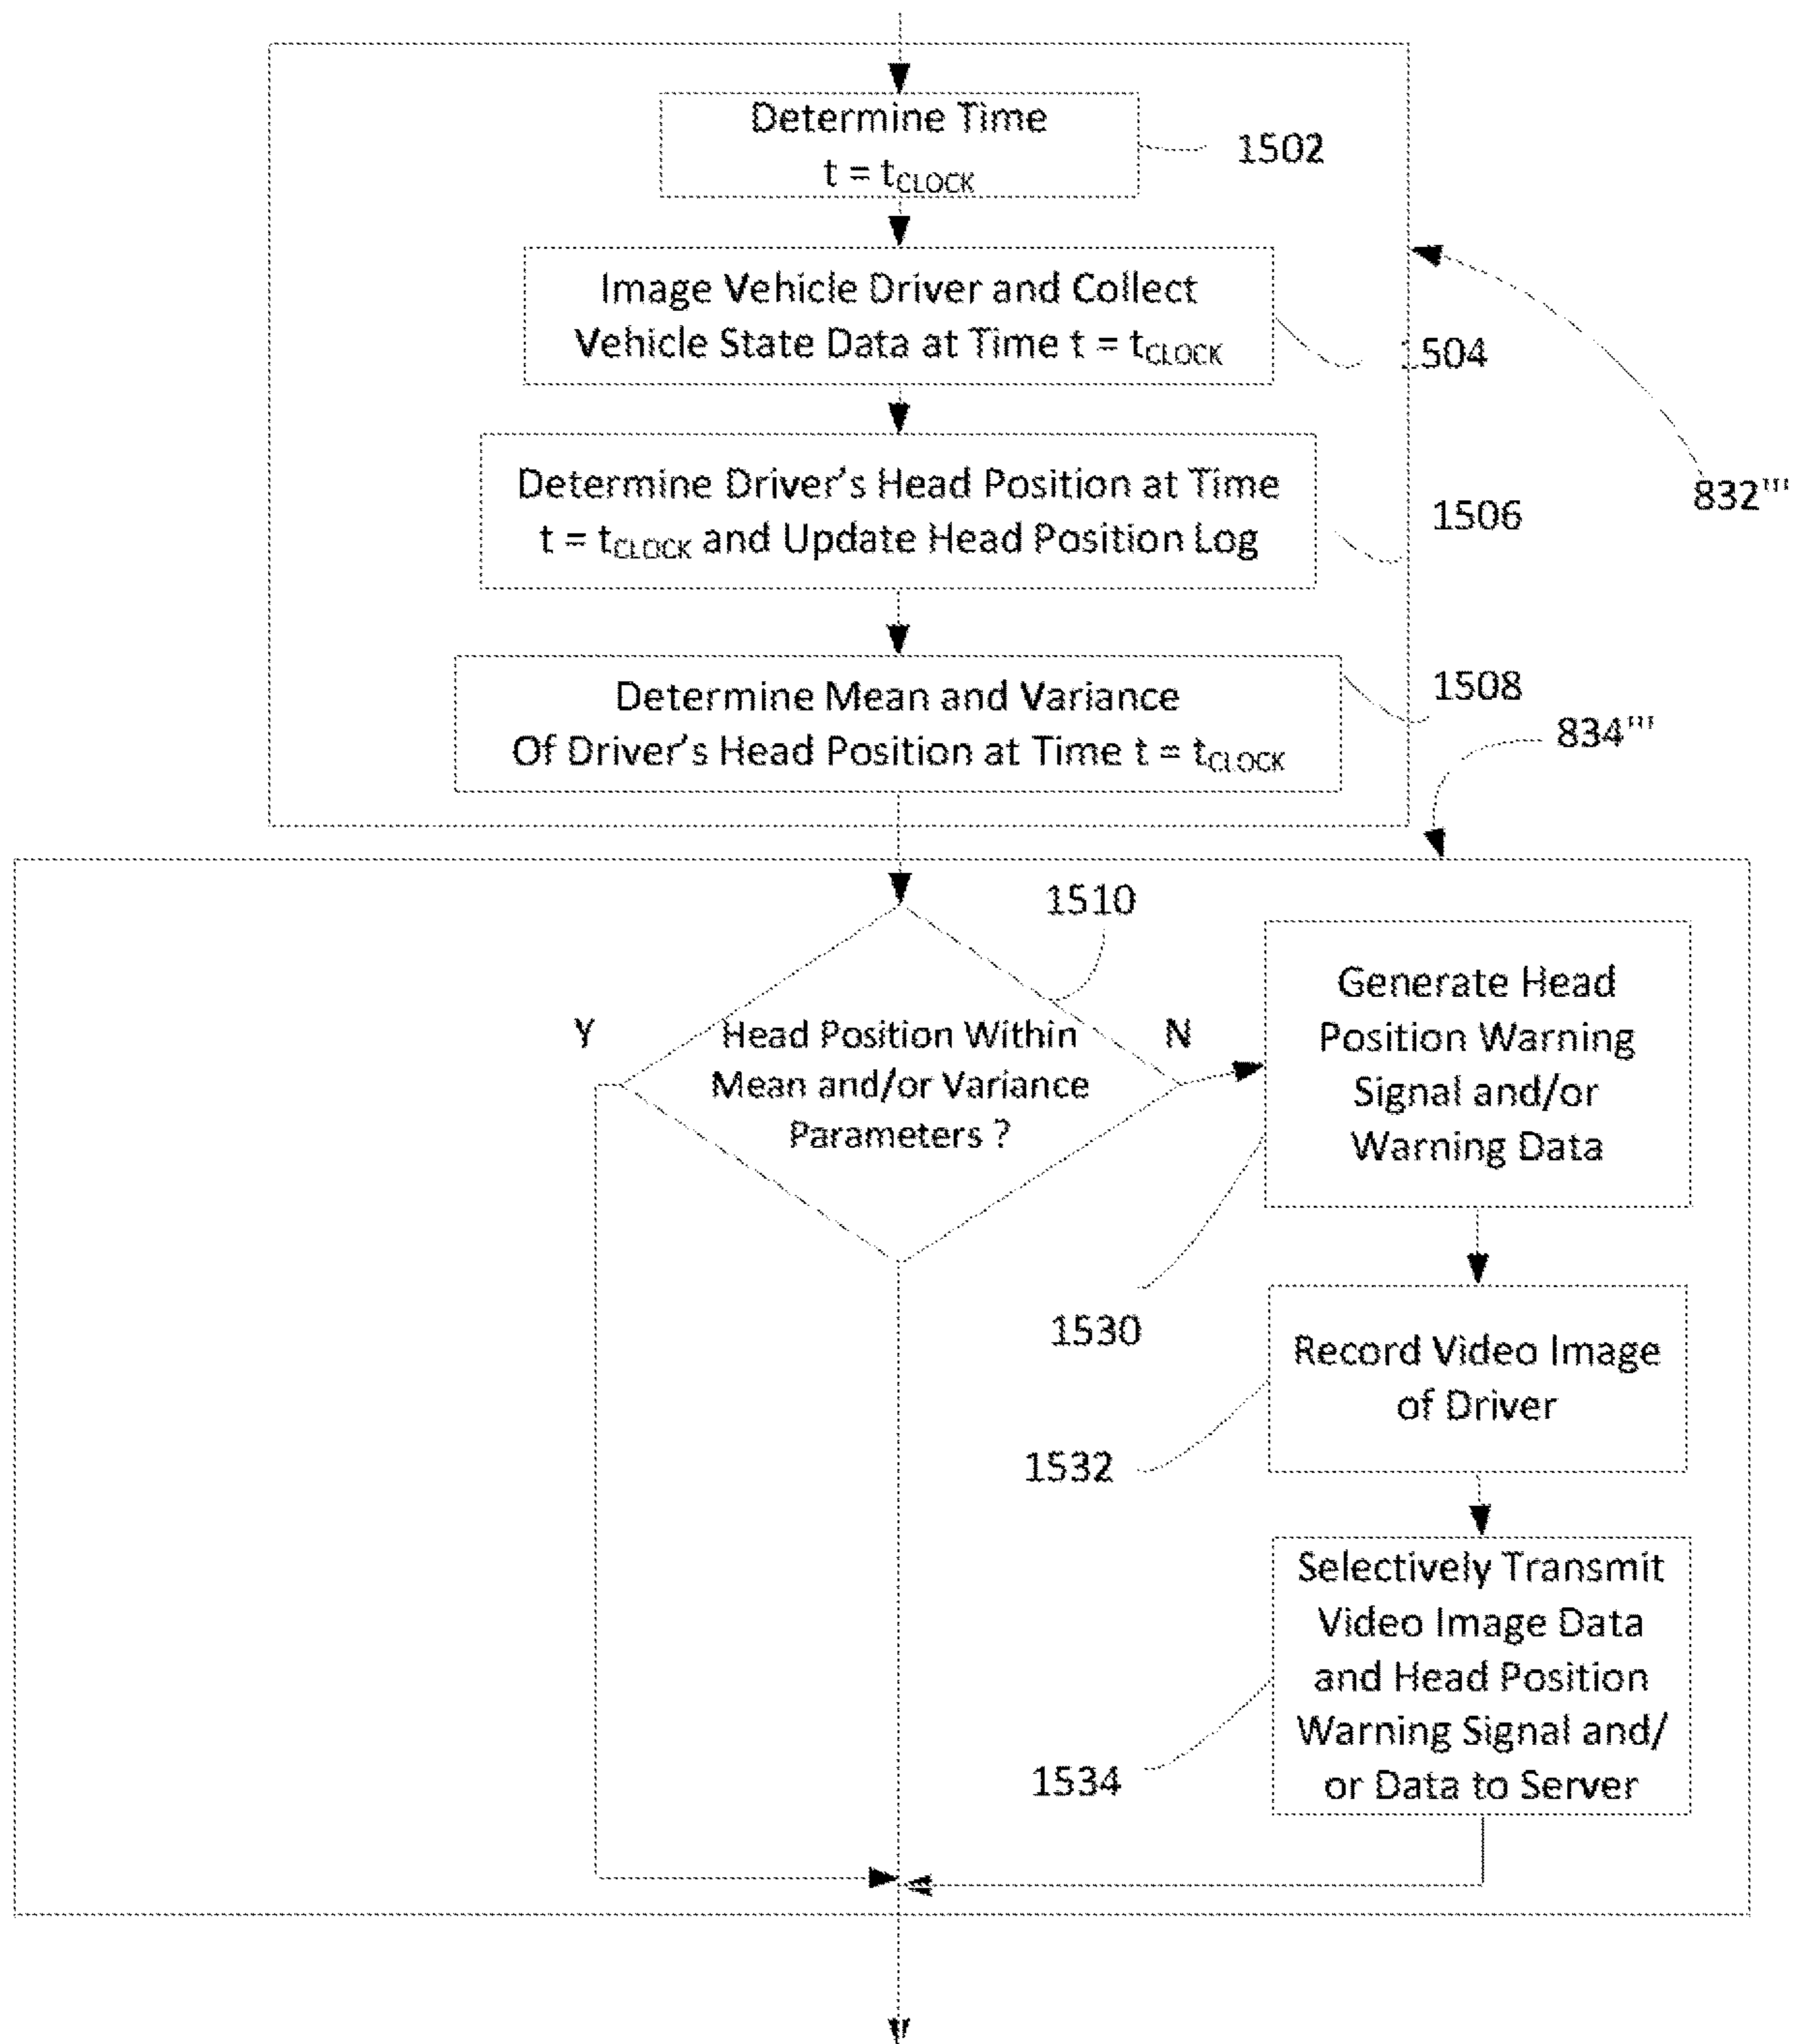 Determine Time
t = tCLOCK
1502
Image Vehicle Driver and Collect
Vehicle State Data at Time t = tCLOCK
1504
Determine Driver's Head Position at Time
t = tCLOCK and Update Head Position Log
1506
832'''
Determine Mean and Variance
Of Driver's Head Position at Time t = tCLOCK
1508
834'''
1510
Head Position Within
Mean and/or Variance
Parameters ?
Y
N
Generate Head
Position Warning
Signal and/or
Warning Data
1530
Record Video Image
of Driver
1532
Selectively Transmit
Video Image Data
and Head Position
Warning Signal and/
or Data to Server
1534